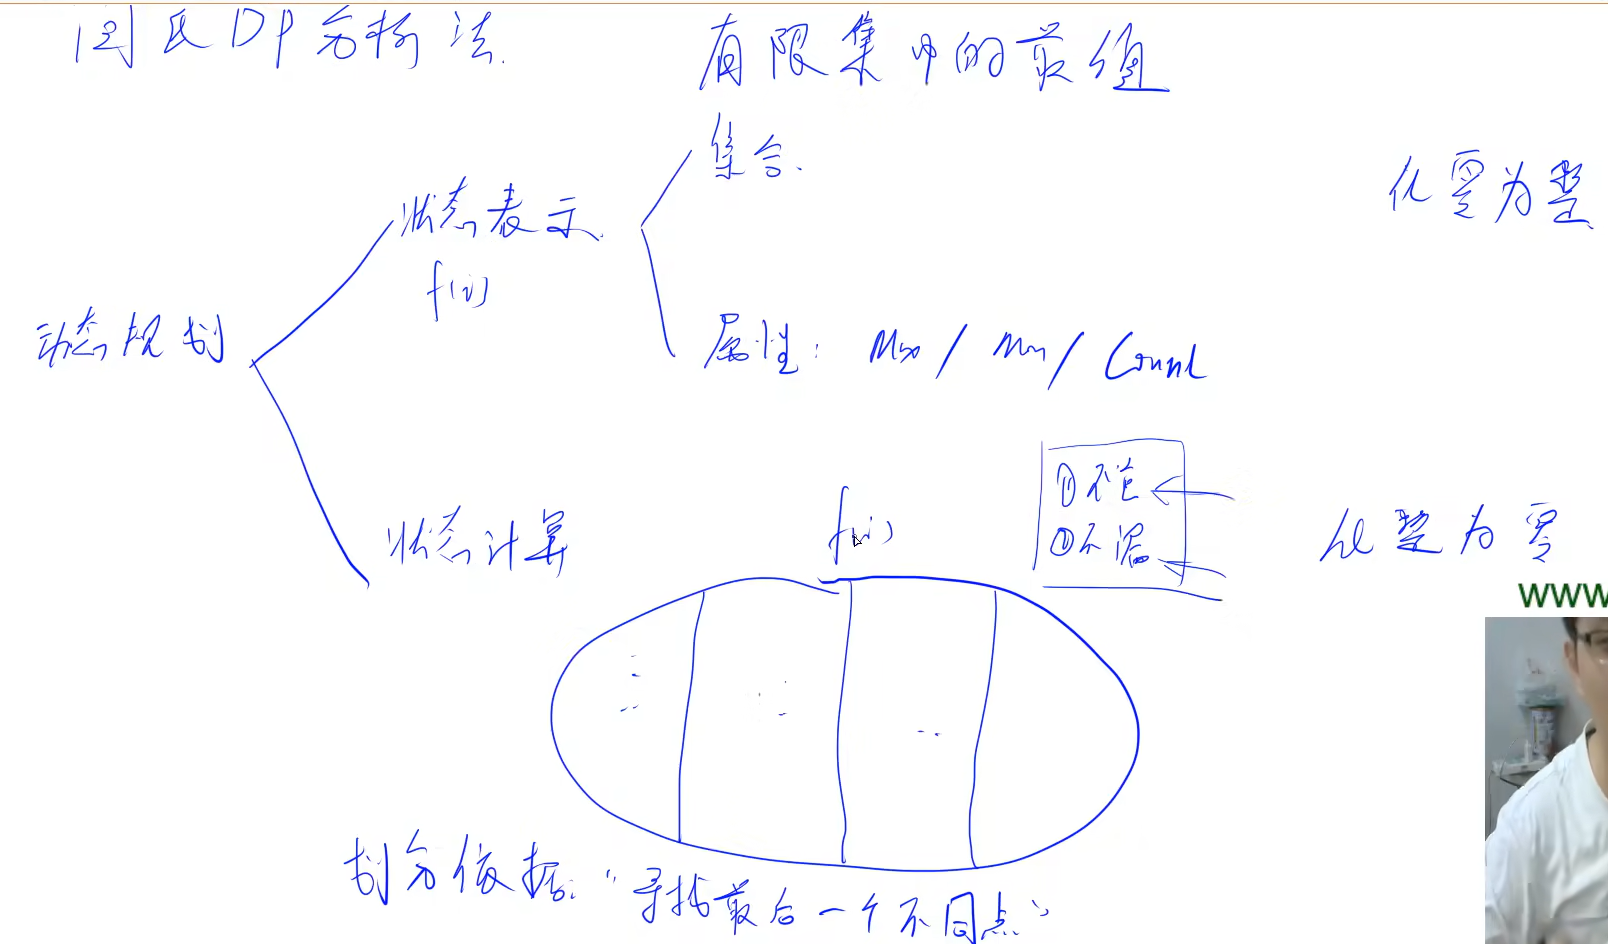 闫氏DP分析法
有限集中的最值
集合
化零为整
状态表示
f(i)
动态规划
属性: Max / Min / Count
①不重
②不漏
状态计算
f(i)
化整为零
www
划分依据: "寻找最后一个不同点"